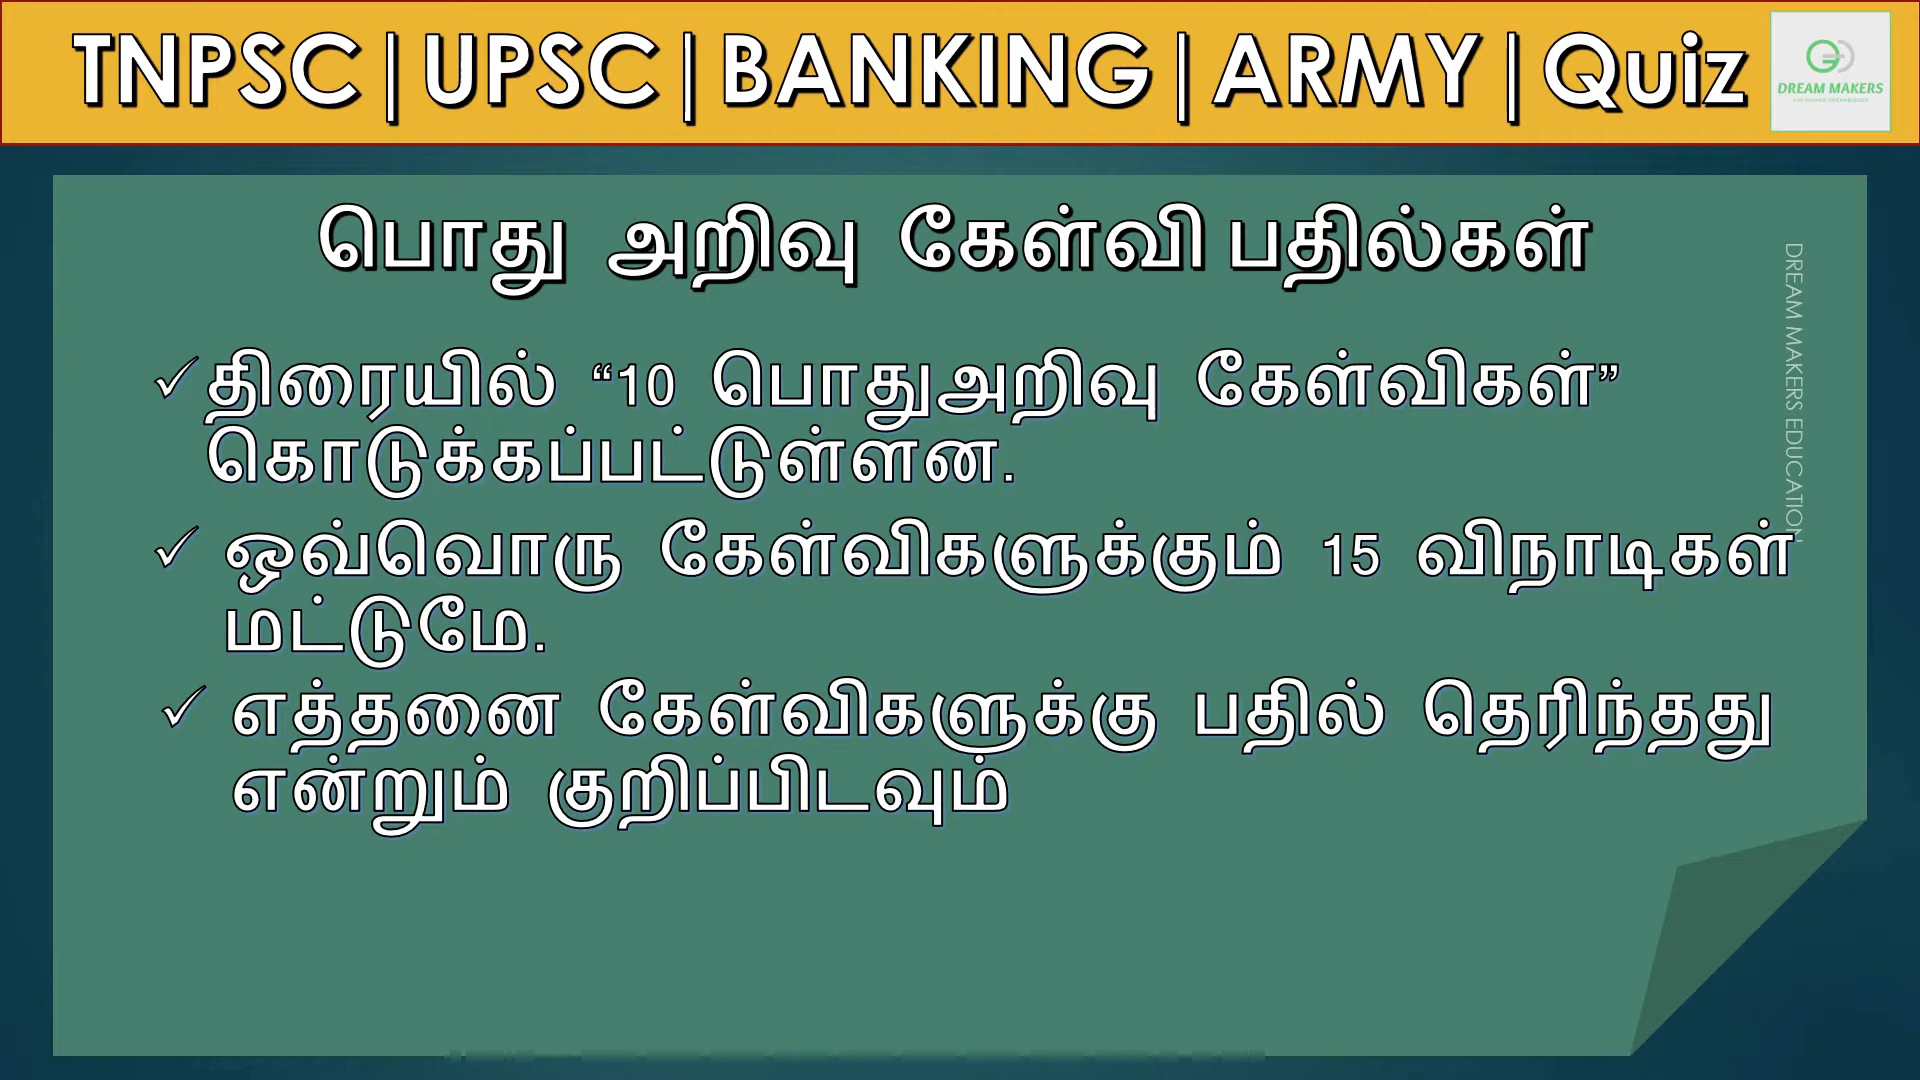 TNPSC|UPSC|BANKING|ARMY|Quiz
DREAM MAKERS
பொது அறிவு கேள்வி பதில்கள்
✓திரையில் “10 பொதுஅறிவு கேள்விகள்”
கொடுக்கப்பட்டுள்ளன.
✓ ஒவ்வொரு கேள்விகளுக்கும் 15 விநாடிகள்
மட்டுமே.
✓ எத்தனை கேள்விகளுக்கு பதில் தெரிந்தது
என்றும் குறிப்பிடவும்
DREAM MAKERS EDUCATION